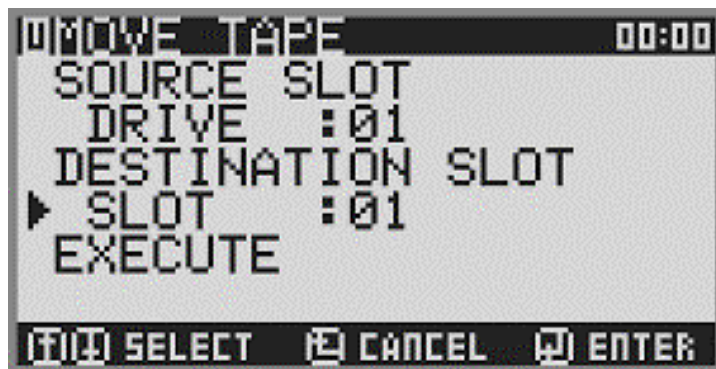 U MOVE TAPE 00:00
SOURCE SLOT
DRIVE :01
DESTINATION SLOT
SLOT :01
EXECUTE
SELECT CANCEL ENTER